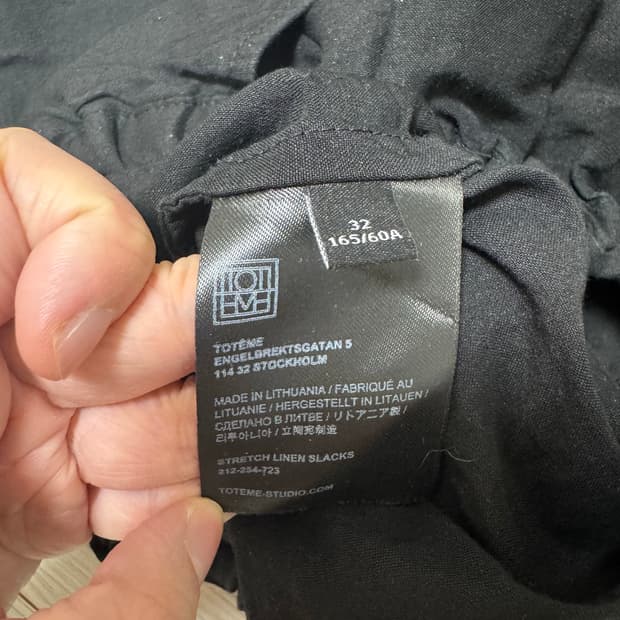 32
165/60A
TOTEME
TOTÊME
ENGELBREKTSGATAN 5
114 32 STOCKHOLM
MADE IN LITHUANIA / FABRIQUÉ AU
LITUANIE / HERGESTELLT IN LITAUEN /
СДЕЛАНО В ЛИТВЕ / リトアニア製 /
리투아니아 / 立陶宛制造
STRETCH LINEN SLACKS
212-254-723
TOTEME-STUDIO.COM